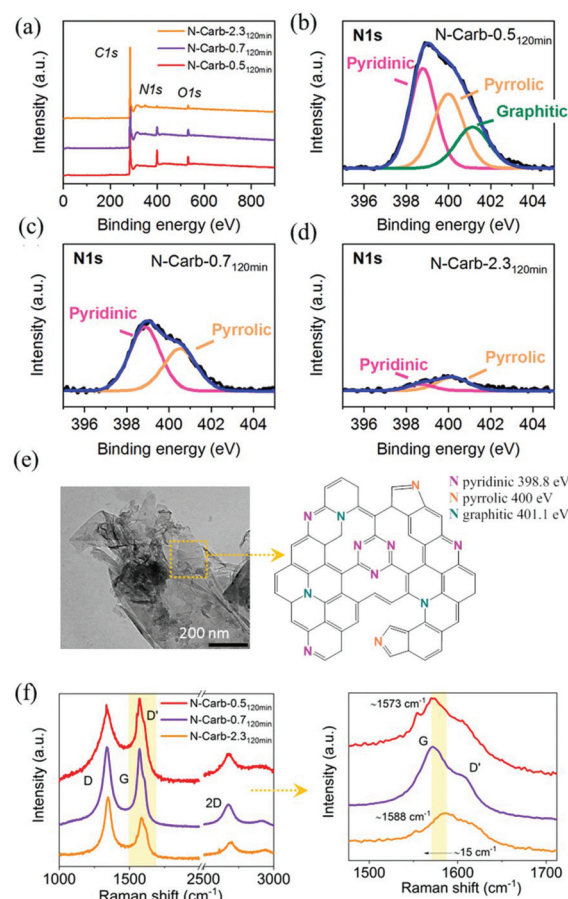 (a)
C1s
N1s
O1s
N-Carb-2.3120min
N-Carb-0.7120min
N-Carb-0.5120min
Intensity (a.u.)
0 200 400 600 800
Binding energy (eV)
(b)
N1s
N-Carb-0.5120min
Pyridinic
Pyrrolic
Graphitic
Intensity (a.u.)
396 398 400 402 404
Binding energy (eV)
(c)
N1s
N-Carb-0.7120min
Pyridinic
Pyrrolic
Intensity (a.u.)
396 398 400 402 404
Binding energy (eV)
(d)
N1s
N-Carb-2.3120min
Pyridinic
Pyrrolic
Intensity (a.u.)
396 398 400 402 404
Binding energy (eV)
(e)
200 nm
N pyridinic 398.8 eV
N pyrrolic 400 eV
N graphitic 401.1 eV
N
N
N
N
N
N
N
N
N
N
N
(f)
N-Carb-0.5120min
N-Carb-0.7120min
N-Carb-2.3120min
D'
D
G
2D
Intensity (a.u.)
1000 1500 2500 3000
Raman shift (cm-1)
~1573 cm-1
G
D'
~1588 cm-1
~15 cm-1
Intensity (a.u.)
1500 1600 1700
Raman shift (cm-1)